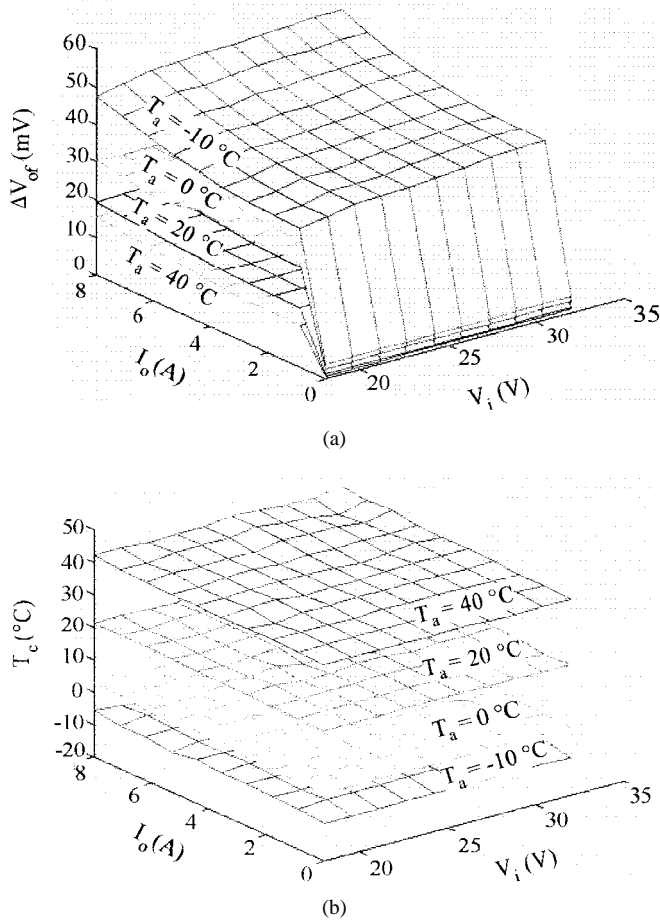 60
50
40
30
20
10
0
ΔV_of (mV)
T_a = -10 °C
T_a = 0 °C
T_a = 20 °C
T_a = 40 °C
8
6
4
2
0
I_o (A)
20
25
30
35
V_i (V)
(a)
50
40
30
20
10
0
-10
-20
T_c (°C)
T_a = 40 °C
T_a = 20 °C
T_a = 0 °C
T_a = -10 °C
8
6
4
2
0
I_o (A)
20
25
30
35
V_i (V)
(b)